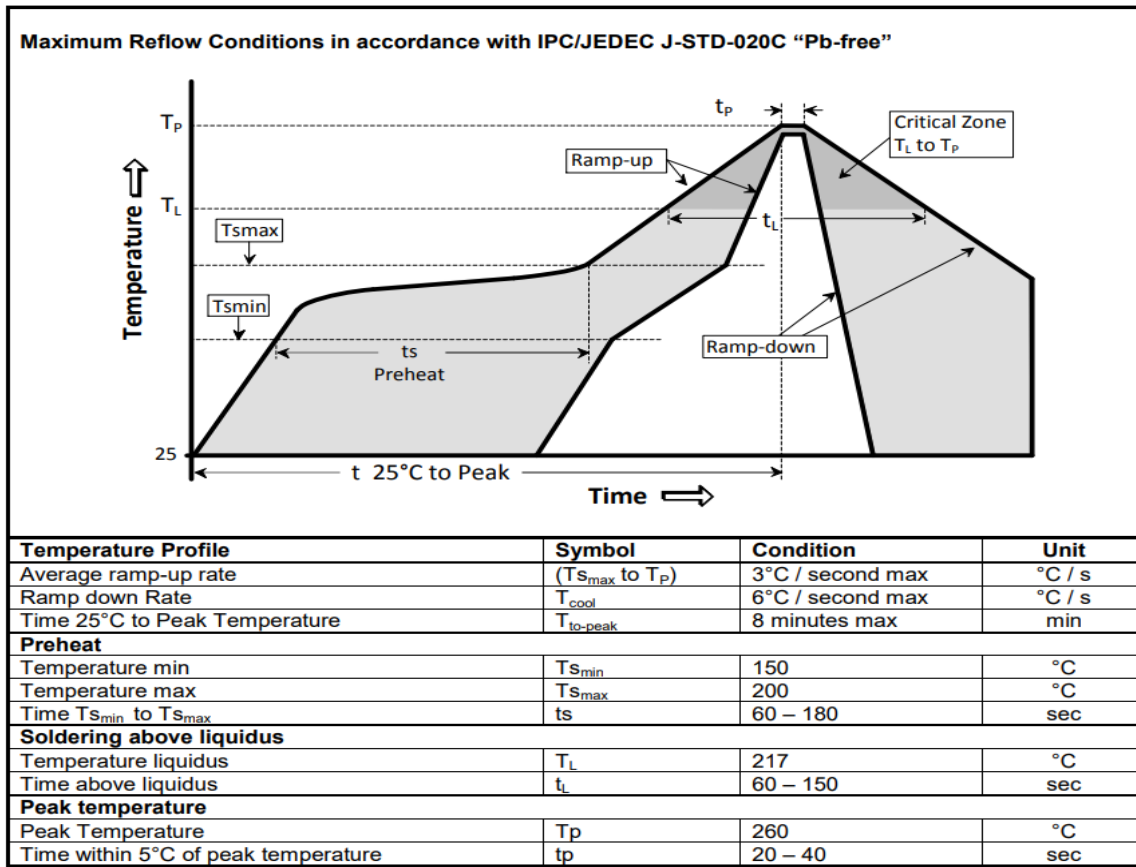 Maximum Reflow Conditions in accordance with IPC/JEDEC J-STD-020C “Pb-free”
tP
TP
Critical Zone
TL to TP
Ramp-up
TL
tL
Tsmax
Tsmin
Temperature
ts
Preheat
Ramp-down
25
t 25°C to Peak
Time
Temperature Profile Symbol Condition Unit
Average ramp-up rate (Tsmax to TP) 3°C / second max °C / s
Ramp down Rate Tcool 6°C / second max °C / s
Time 25°C to Peak Temperature Tto-peak 8 minutes max min
Preheat
Temperature min Tsmin 150 °C
Temperature max Tsmax 200 °C
Time Tsmin to Tsmax ts 60 – 180 sec
Soldering above liquidus
Temperature liquidus TL 217 °C
Time above liquidus tL 60 – 150 sec
Peak temperature
Peak Temperature Tp 260 °C
Time within 5°C of peak temperature tp 20 – 40 sec